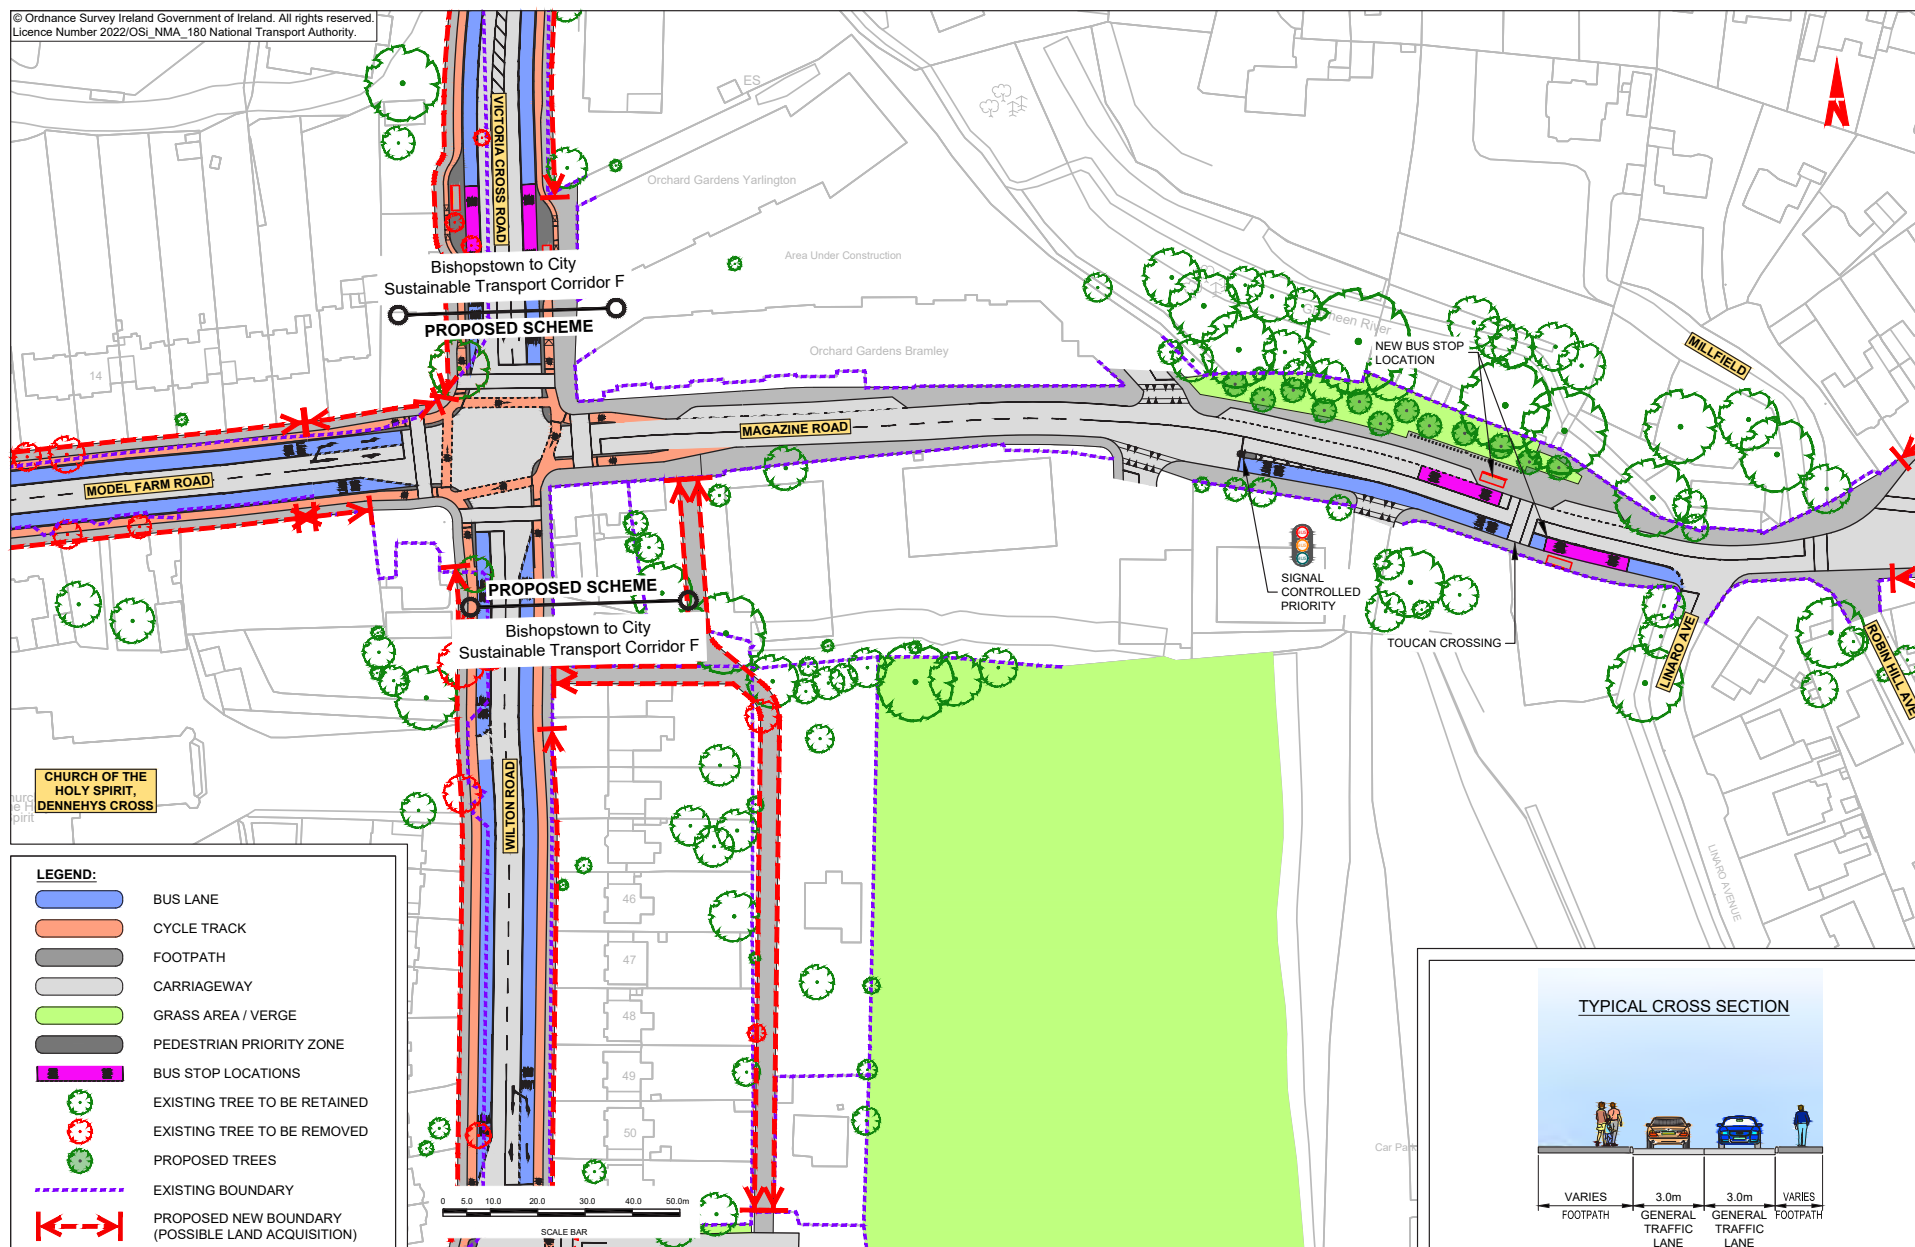 © Ordnance Survey Ireland Government of Ireland. All rights reserved.
Licence Number 2022/OSi_NMA_180 National Transport Authority.
ES
VICTORIA CROSS ROAD
Orchard Gardens Yarlington
Bishopstown to City
Sustainable Transport Corridor F
PROPOSED SCHEME
Area Under Construction
Orchard Gardens Bramley
NEW BUS STOP
LOCATION
MILLFIELD
14
MAGAZINE ROAD
MODEL FARM ROAD
SIGNAL
CONTROLLED
PRIORITY
TOUCAN CROSSING
LINARO AVE
ROBIN HILL AVE
PROPOSED SCHEME
Bishopstown to City
Sustainable Transport Corridor F
WILTON ROAD
CHURCH OF THE
HOLY SPIRIT,
DENNEHYS CROSS
LINARO AVENUE
46
47
48
49
50
Car Park
LEGEND:
BUS LANE
CYCLE TRACK
FOOTPATH
CARRIAGEWAY
GRASS AREA / VERGE
PEDESTRIAN PRIORITY ZONE
BUS STOP LOCATIONS
EXISTING TREE TO BE RETAINED
EXISTING TREE TO BE REMOVED
PROPOSED TREES
EXISTING BOUNDARY
PROPOSED NEW BOUNDARY
(POSSIBLE LAND ACQUISITION)
0 5.0 10.0 20.0 30.0 40.0 50.0m
SCALE BAR
TYPICAL CROSS SECTION
VARIES 3.0m 3.0m VARIES
FOOTPATH GENERAL GENERAL FOOTPATH
TRAFFIC TRAFFIC
LANE LANE